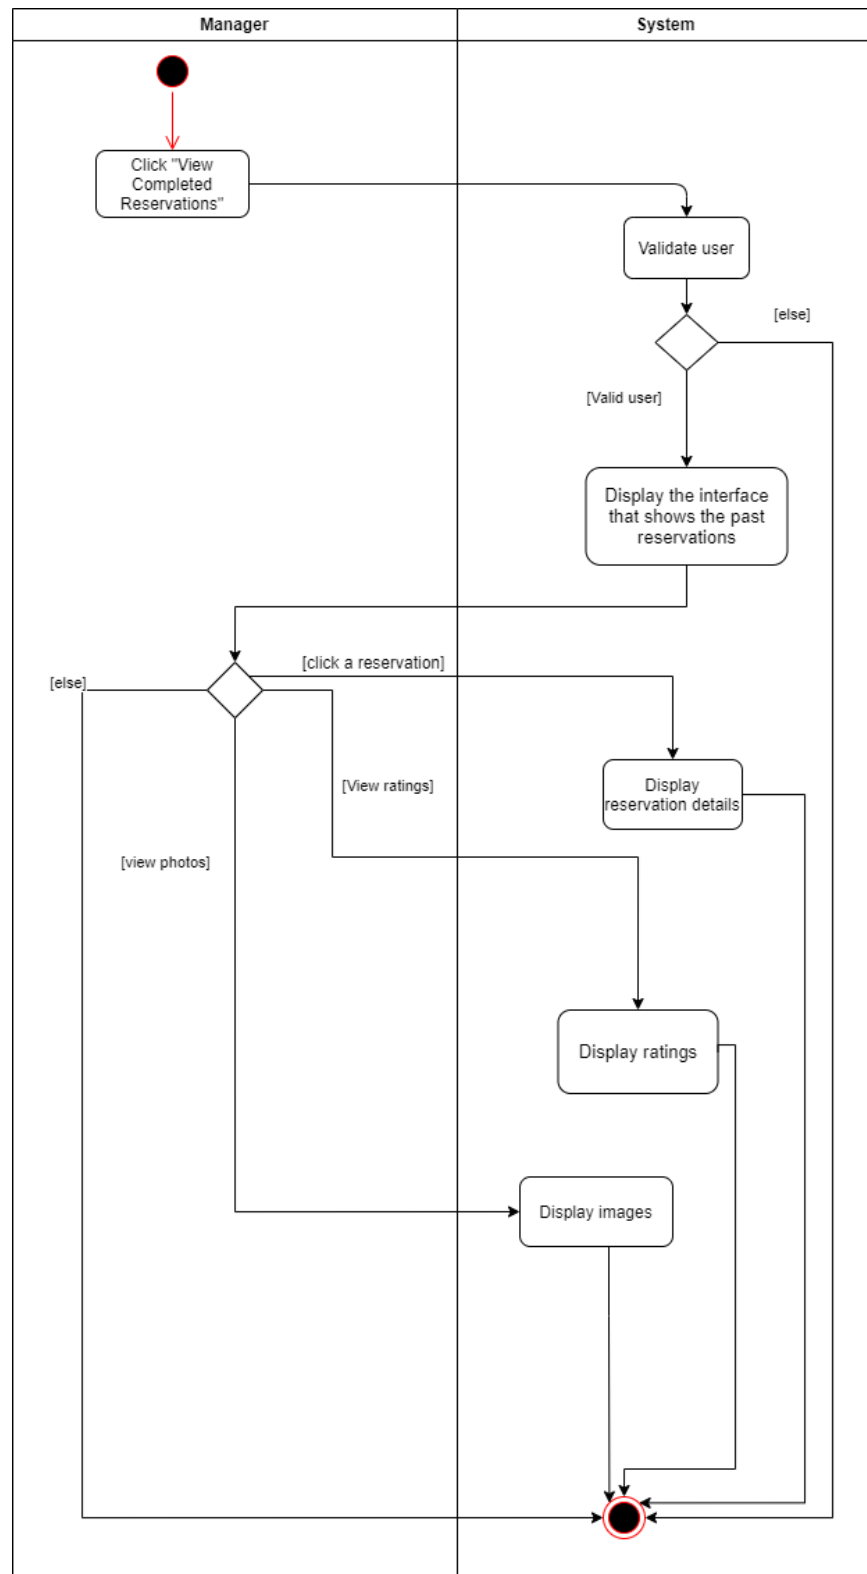 Manager
System
Click "View
Completed
Reservations"
Validate user
[else]
[Valid user]
Display the interface
that shows the past
reservations
[click a reservation]
[else]
[View ratings]
Display
reservation details
[view photos]
Display ratings
Display images